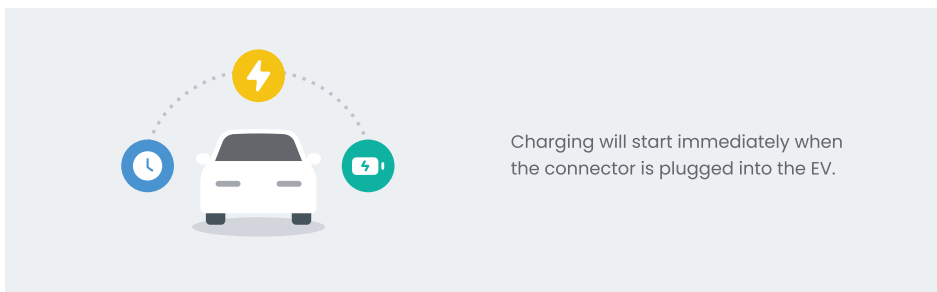 Charging will start immediately when
the connector is plugged into the EV.